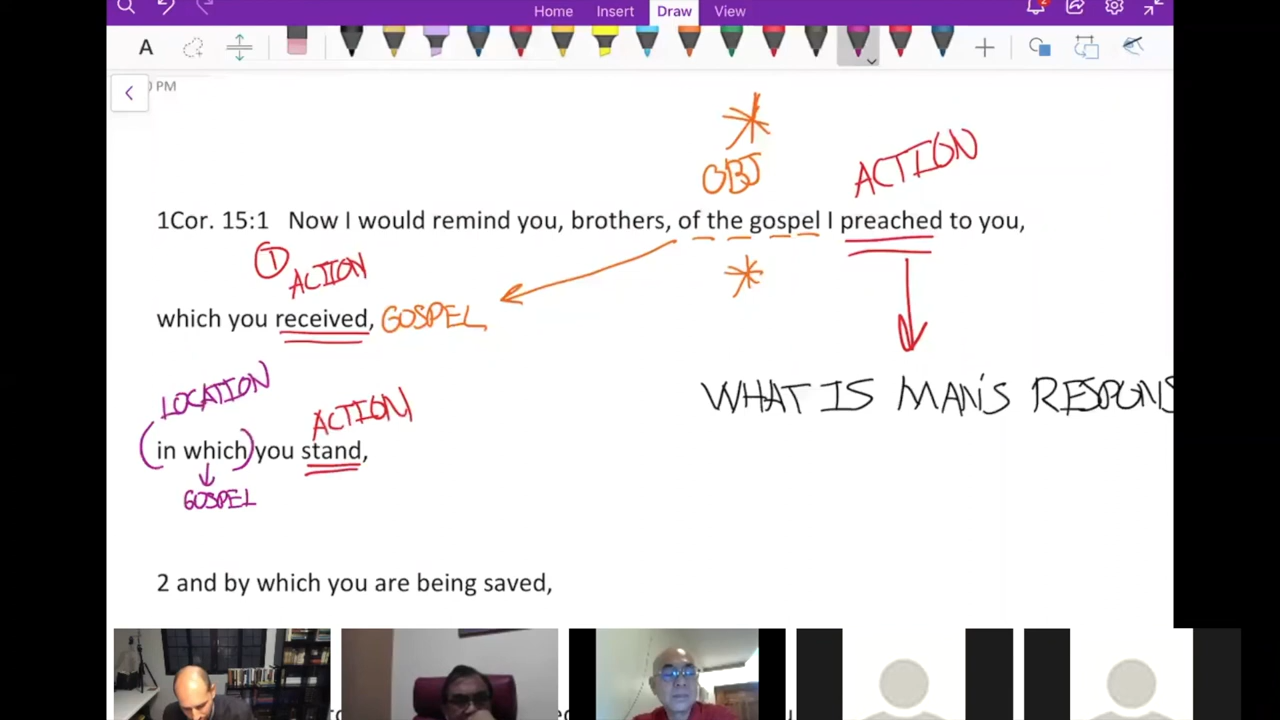 Home Insert Draw View
A
PM
*
OBJ
ACTION
1Cor. 15:1 Now I would remind you, brothers, of the gospel I preached to you,
① ACTION
*
which you received, GOSPEL
LOCATION
ACTION
WHAT IS MAN'S RESPONS
(in which) you stand,
GOSPEL
2 and by which you are being saved,